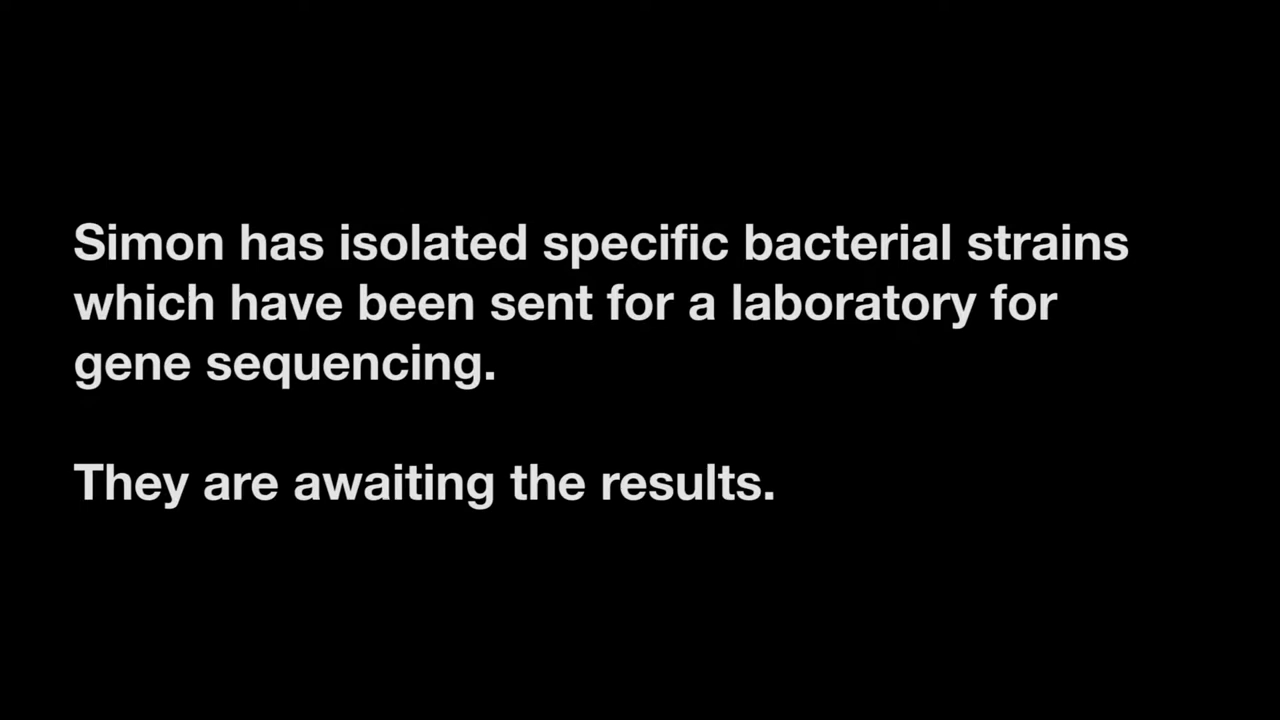 Simon has isolated specific bacterial strains
which have been sent for a laboratory for
gene sequencing.
They are awaiting the results.